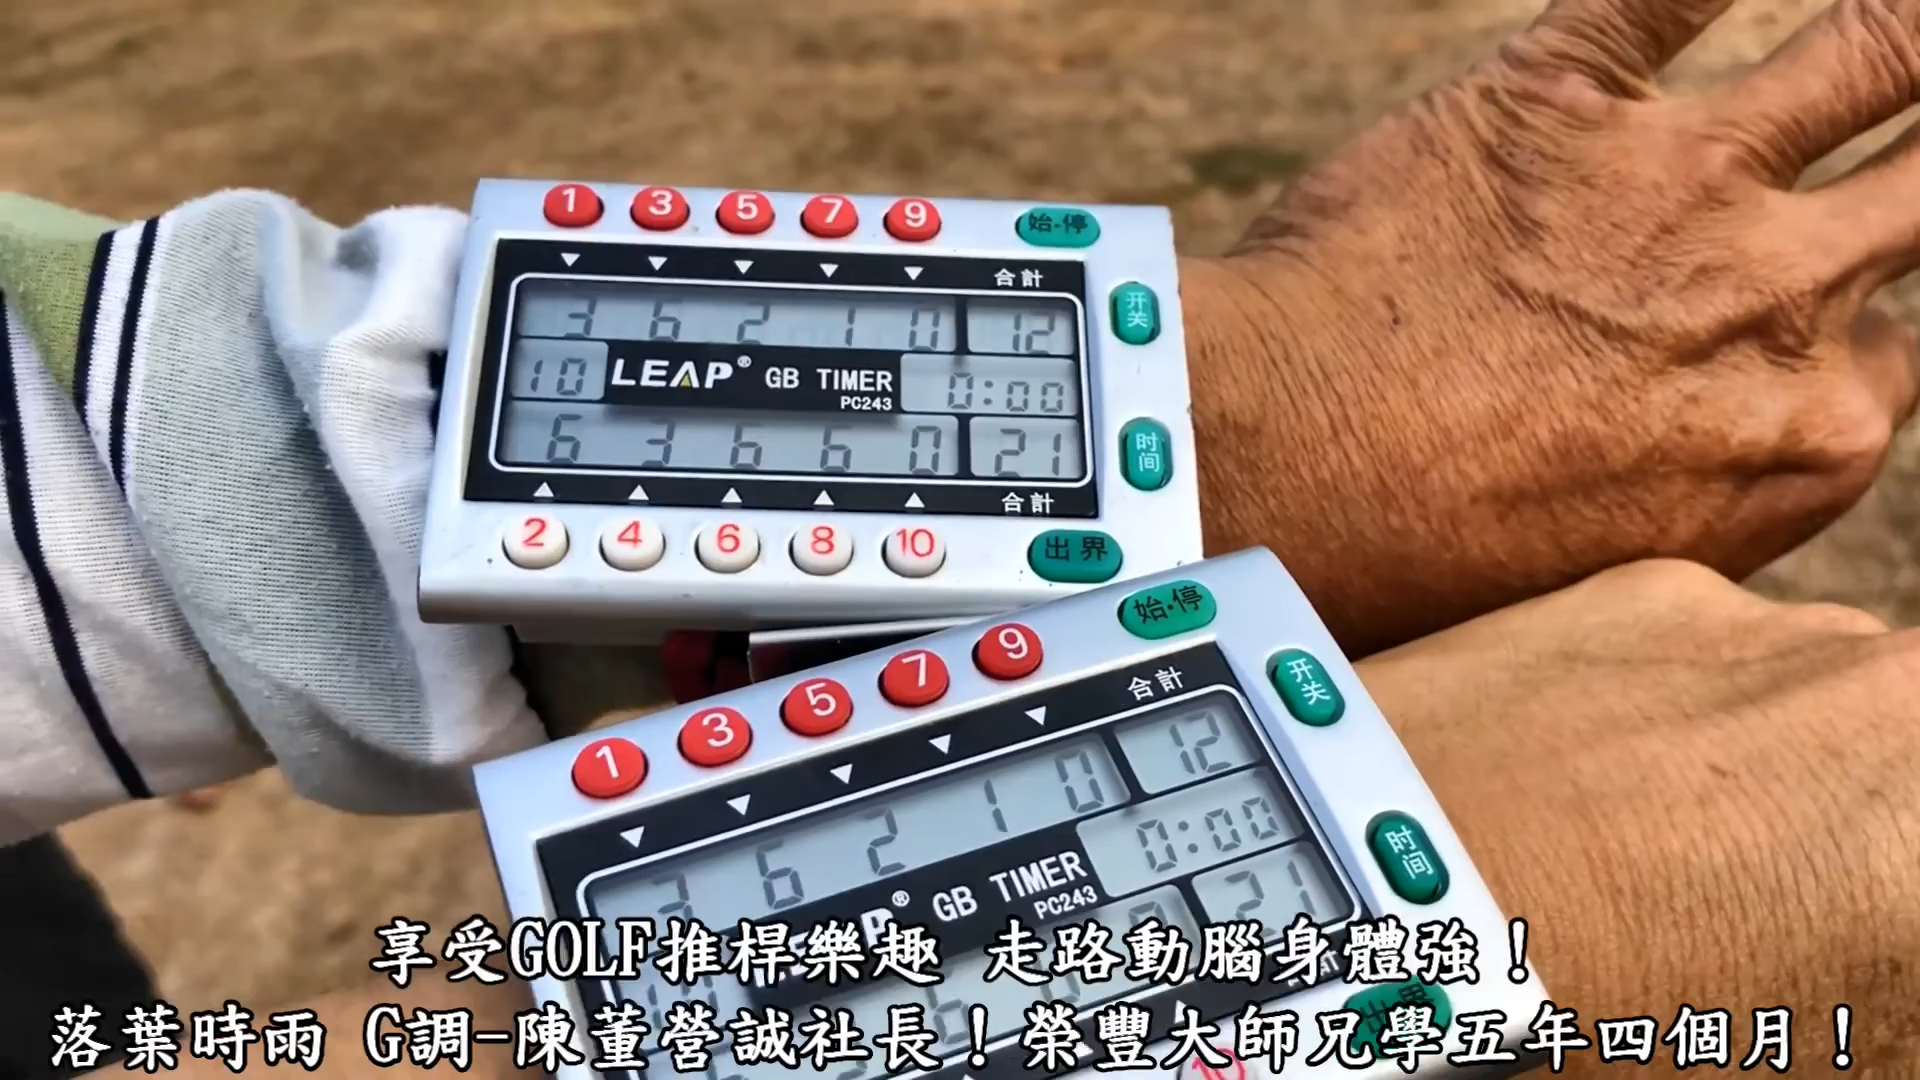 1 3 5 7 9 始·停
合計
3 6 2 1 0 12
开关
10 LEAP® GB TIMER 0:00
PC243
6 3 6 6 0 21
时间
合計
2 4 6 8 10 出界
1 3 5 7 9 始·停
合計
开关
3 6 2 1 0 12
P® GB TIMER 0:00
PC243
时间
21
享受GOLF推桿樂趣 走路動腦身體強！
落葉時雨 G調-陳董營誠社長！榮豐大師兄學五年四個月！